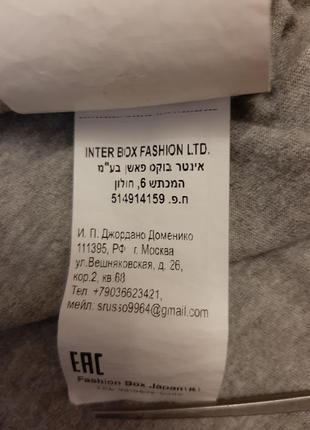 INTER BOX FASHION LTD.
אינטר בוקס פאשן בע"מ
המכתש 6, חולון
ח.פ. 514914159
И. П. Джордано Доменико
111395, РФ г. Москва
ул.Вешняковская, д. 26,
кор.2, кв.68
Тел +79036623421,
мейл: srusso9964@gmail.com
EAC
Fashion Box Japan(株)